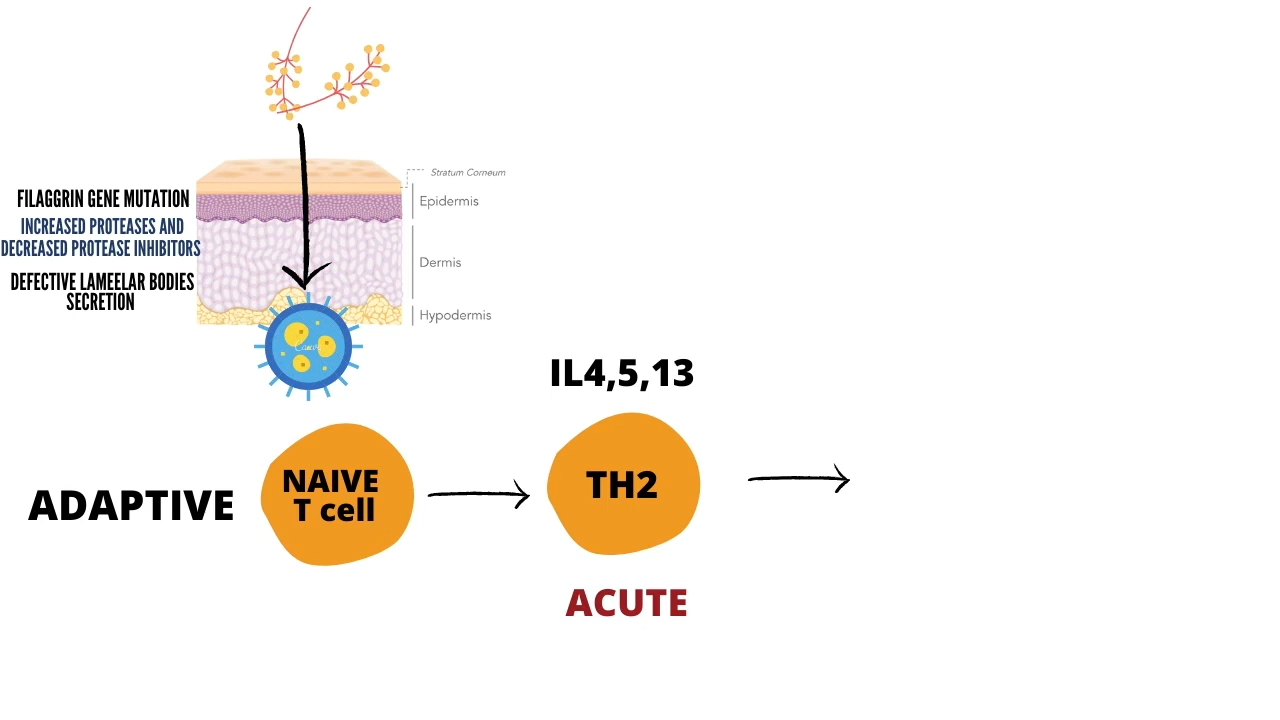 Stratum Corneum
FILAGGRIN GENE MUTATION
Epidermis
INCREASED PROTEASES AND
DECREASED PROTEASE INHIBITORS
Dermis
DEFECTIVE LAMEELAR BODIES
SECRETION
Hypodermis
Canva
IL4,5,13
ADAPTIVE
NAIVE
T cell
TH2
ACUTE